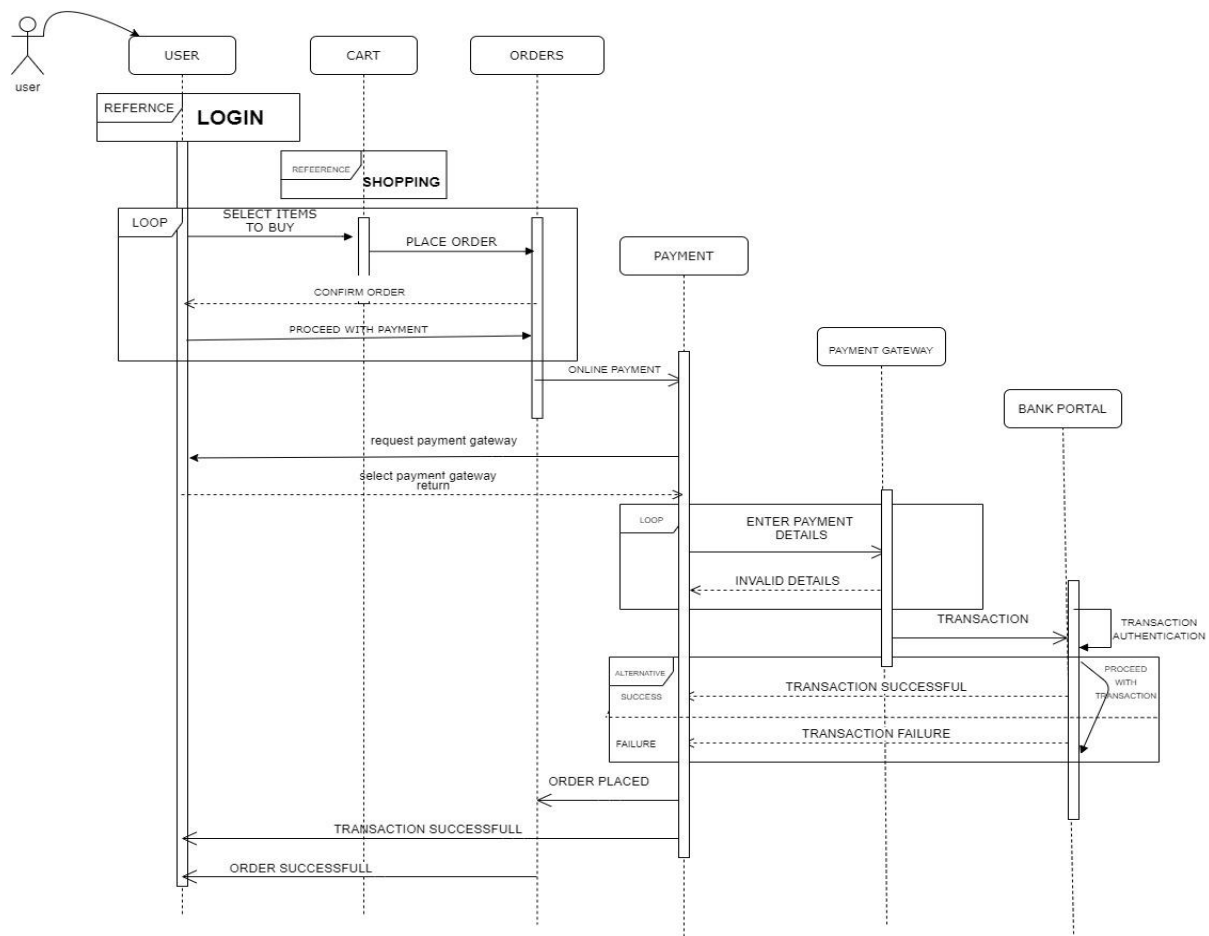 user
USER
CART
ORDERS
REFERNCE
LOGIN
REFEERENCE
SHOPPING
LOOP
SELECT ITEMS
TO BUY
PLACE ORDER
PAYMENT
CONFIRM ORDER
PROCEED WITH PAYMENT
PAYMENT GATEWAY
ONLINE PAYMENT
BANK PORTAL
request payment gateway
select payment gateway
return
LOOP
ENTER PAYMENT
DETAILS
INVALID DETAILS
TRANSACTION
TRANSACTION
AUTHENTICATION
ALTERNATIVE
PROCEED
WITH
TRANSACTION
SUCCESS
TRANSACTION SUCCESSFUL
FAILURE
TRANSACTION FAILURE
ORDER PLACED
TRANSACTION SUCCESSFULL
ORDER SUCCESSFULL